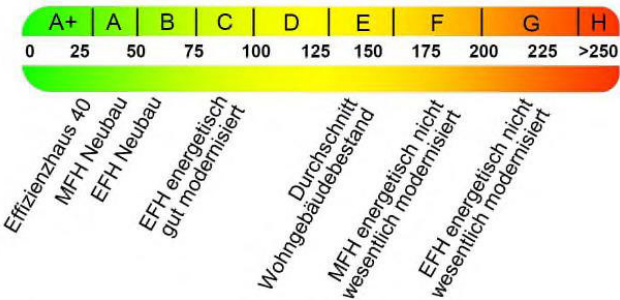 A+ A B C D E F G H
0 25 50 75 100 125 150 175 200 225 >250
Effizienzhaus 40
MFH Neubau
EFH Neubau
EFH energetisch
gut modernisiert
Durchschnitt
Wohngebäudebestand
MFH energetisch nicht
wesentlich modernisiert
EFH energetisch nicht
wesentlich modernisiert